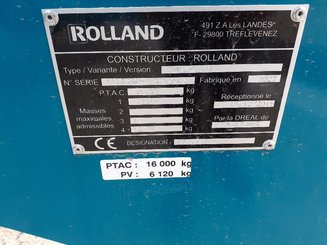 ROLLAND
491 Z.A Les LANDES
F- 29800 TREFLEVENEZ
CONSTRUCTEUR ROLLAND
Type / Variante / Version
N° SERIE Fabriqué en
P.T.A.C kg
Masses maximales admissibles
1 kg Réceptionné le
2 kg
3 kg Par la DREAL de
4 kg
CE DESIGNATION
PTAC : 16 000 kg
PV : 6 120 kg